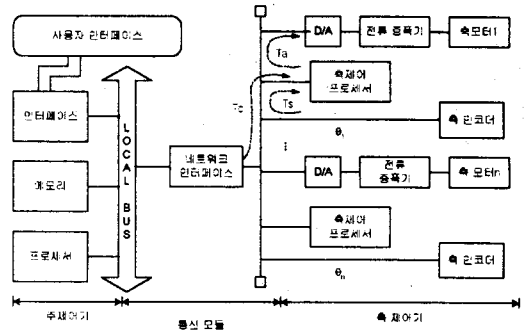 사용자 인터페이스
D/A
전류 증폭기
축모터1
Ta
축제어
프로세서
Tc
Ts
인터페이스
축 인코더
θ₁
LOCAL BUS
네트워크
인터페이스
메모리
D/A
전류
증폭기
축 모터n
축제어
프로세서
프로세서
축 인코더
θₙ
주제어기
통신 모듈
축 제어기